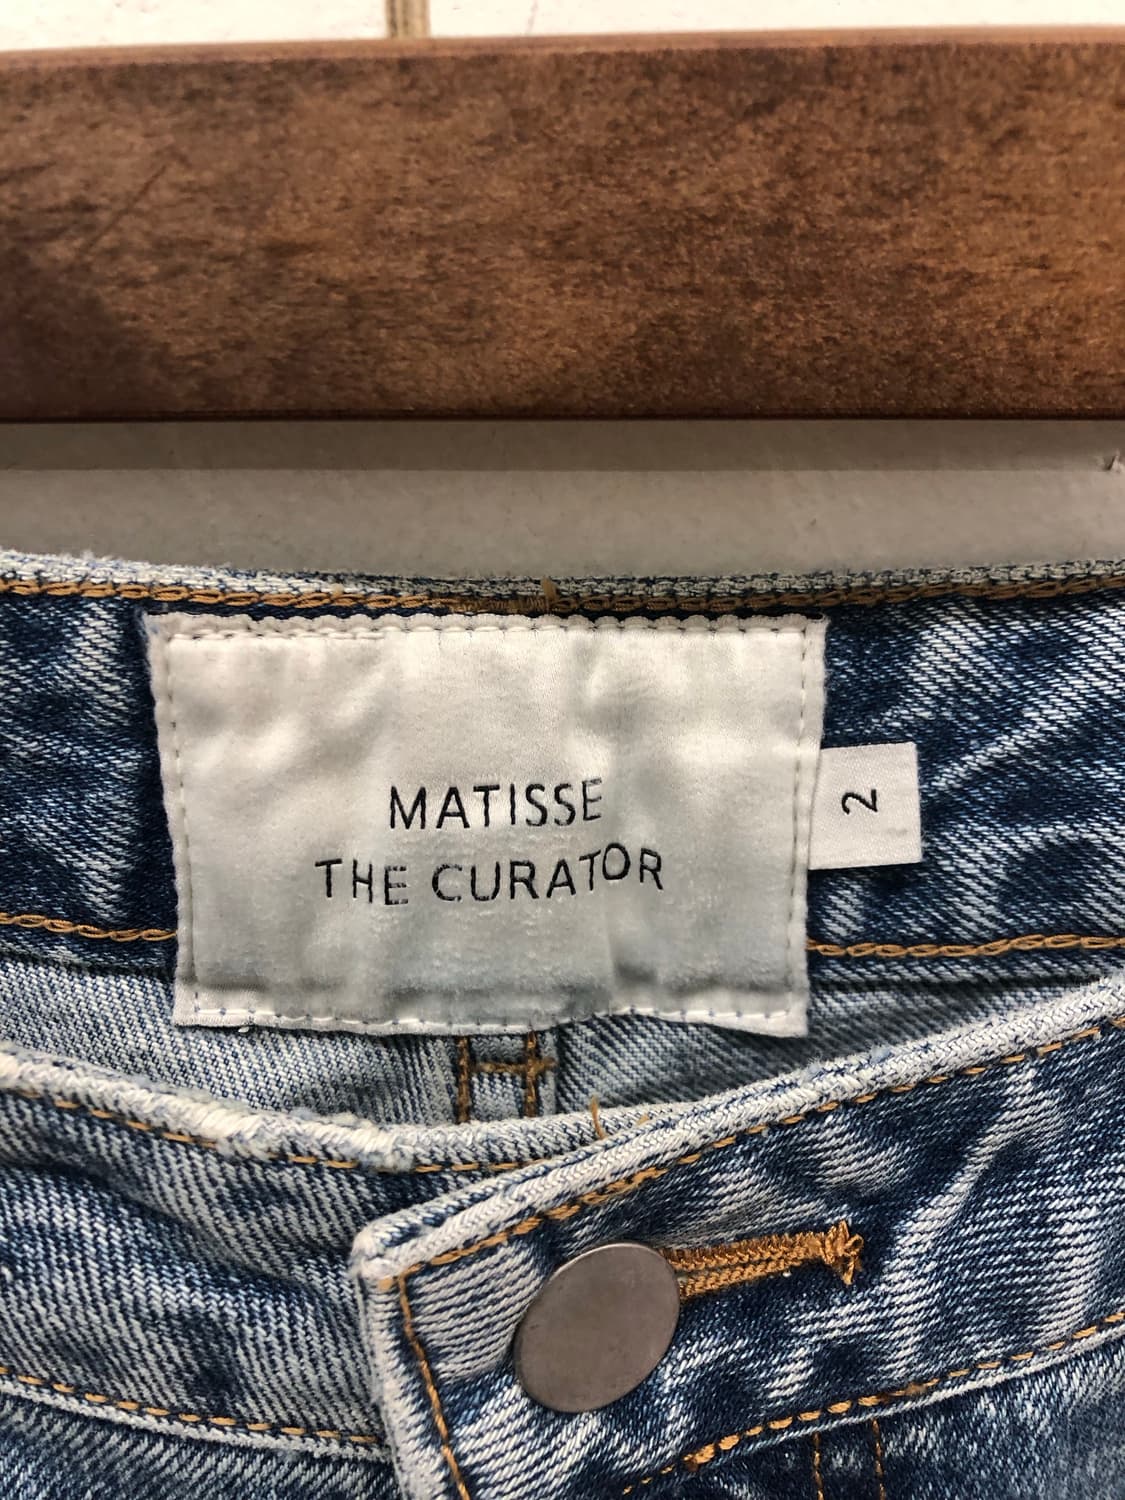 MATISSE
THE CURATOR
2